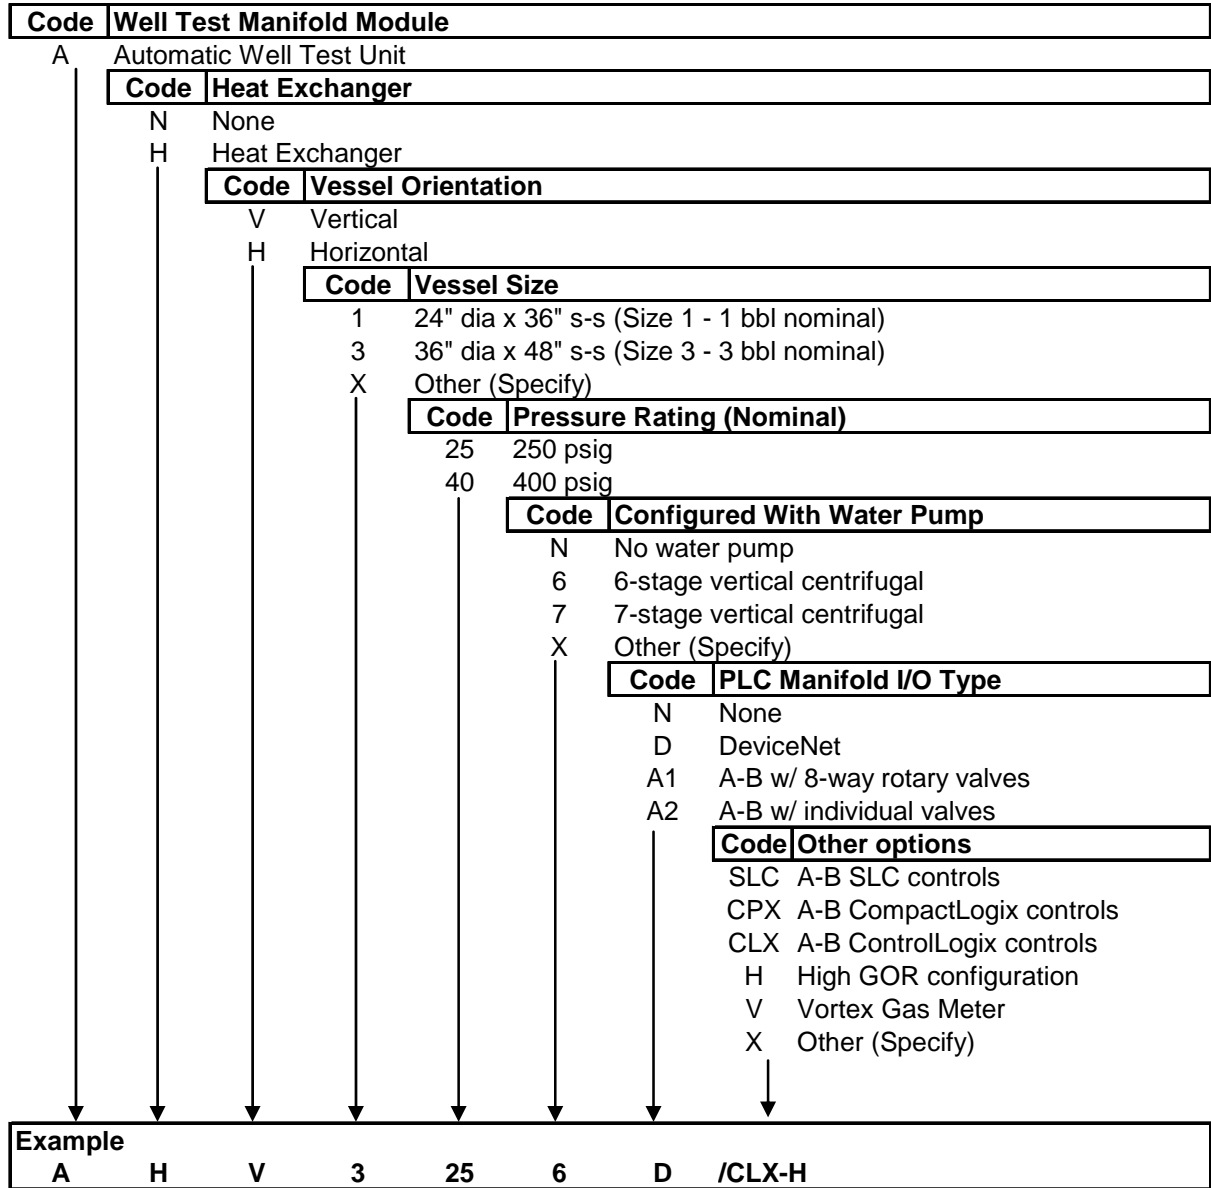 Code Well Test Manifold Module
A Automatic Well Test Unit
Code Heat Exchanger
N None
H Heat Exchanger
Code Vessel Orientation
V Vertical
H Horizontal
Code Vessel Size
1 24" dia x 36" s-s (Size 1 - 1 bbl nominal)
3 36" dia x 48" s-s (Size 3 - 3 bbl nominal)
X Other (Specify)
Code Pressure Rating (Nominal)
25 250 psig
40 400 psig
Code Configured With Water Pump
N No water pump
6 6-stage vertical centrifugal
7 7-stage vertical centrifugal
X Other (Specify)
Code PLC Manifold I/O Type
N None
D DeviceNet
A1 A-B w/ 8-way rotary valves
A2 A-B w/ individual valves
Code Other options
SLC A-B SLC controls
CPX A-B CompactLogix controls
CLX A-B ControlLogix controls
H High GOR configuration
V Vortex Gas Meter
X Other (Specify)
Example
A H V 3 25 6 D /CLX-H